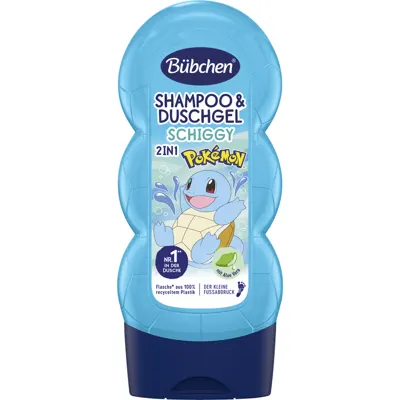 Bübchen
SHAMPOO &
DUSCHGEL
SCHIGGY
2IN1 Pokémon
NR. 1**
IN DER
DUSCHE
mit Aloe Vera
Flasche* aus 100%
recyceltem Plastik
DER KLEINE
FUSSABDRUCK